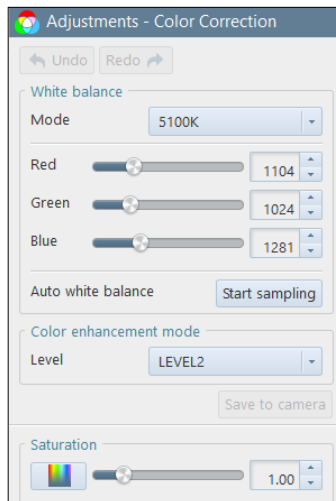 Adjustments - Color Correction
Undo Redo
White balance
Mode 5100K
Red 1104
Green 1024
Blue 1281
Auto white balance Start sampling
Color enhancement mode
Level LEVEL2
Save to camera
Saturation
1.00